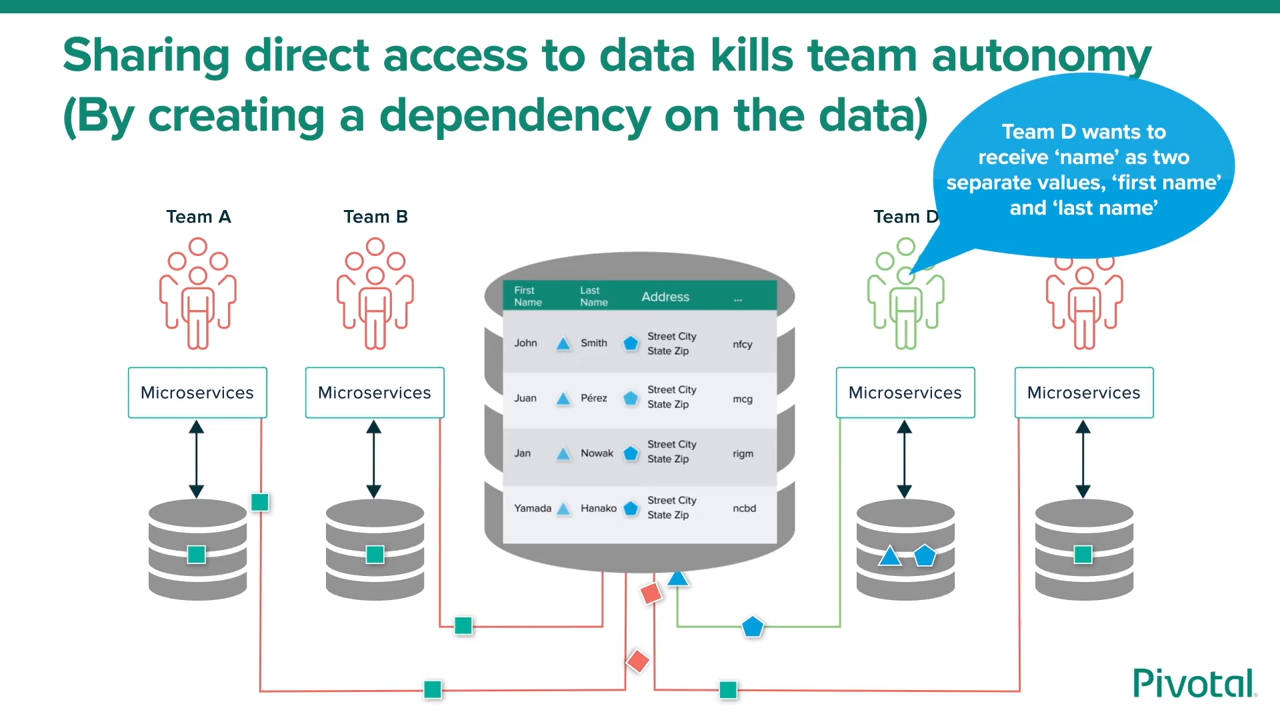 Sharing direct access to data kills team autonomy
(By creating a dependency on the data)
Team D wants to
receive ‘name’ as two
separate values, ‘first name’
and ‘last name’
Team A
Team B
Team D
First
Name
Last
Name
Address
...
John
Smith
Street City
State Zip
nfcy
Juan
Pérez
Street City
State Zip
mcg
Jan
Nowak
Street City
State Zip
rigm
Yamada
Hanako
Street City
State Zip
ncbd
Microservices
Microservices
Microservices
Microservices
Pivotal